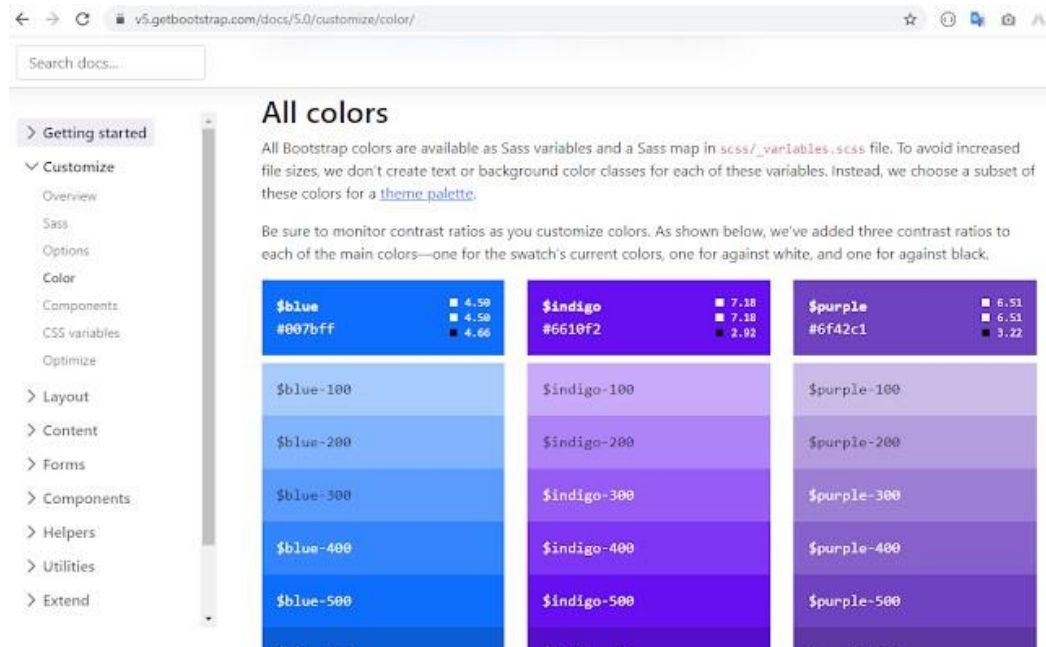 v5.getbootstrap.com/docs/5.0/customize/color/
Search docs...
Getting started
Customize
Overview
Sass
Options
Color
Components
CSS variables
Optimize
Layout
Content
Forms
Components
Helpers
Utilities
Extend
All colors
All Bootstrap colors are available as Sass variables and a Sass map in scss/_variables.scss file. To avoid increased
file sizes, we don't create text or background color classes for each of these variables. Instead, we choose a subset of
these colors for a theme palette.
Be sure to monitor contrast ratios as you customize colors. As shown below, we've added three contrast ratios to
each of the main colors—one for the swatch's current colors, one for against white, and one for against black.
$blue
#007bff
4.50
4.50
4.66
$blue-100
$blue-200
$blue-300
$blue-400
$blue-500
$indigo
#6610f2
7.18
7.18
2.92
$indigo-100
$indigo-200
$indigo-300
$indigo-400
$indigo-500
$purple
#6f42c1
6.51
6.51
3.22
$purple-100
$purple-200
$purple-300
$purple-400
$purple-500